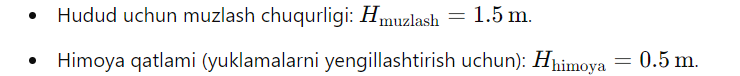 • Hudud uchun muzlash chuqurligi: H_muzlash = 1.5 m.
• Himoya qatlami (yuklamalarni yengillashtirish uchun): H_himoya = 0.5 m.